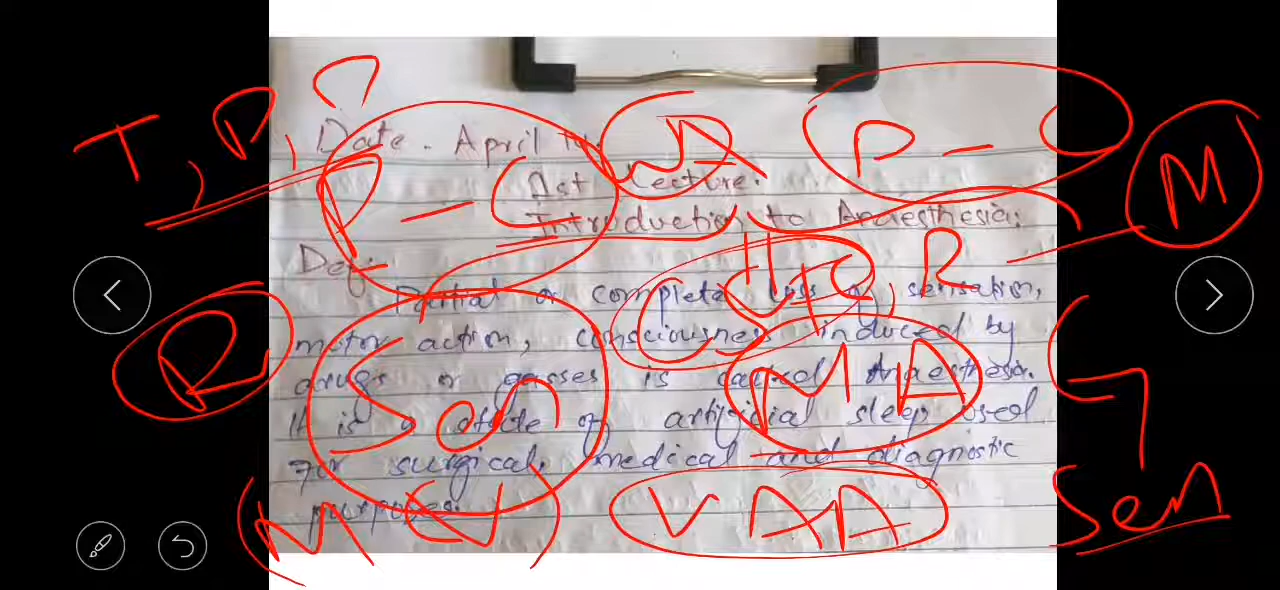 T, D, ?
Date. April
1st Lecture.
Introduction to Anaesthesia.
P - C
P - C
M
Def:-
R
Partial or complete loss of sensation,
motor action, consciousness induced by
drugs or gasses is called Anaesthesia.
It is a state of artificial sleep used
for surgical, medical and diagnostic
purposes.
R
Sen
M A
M (N)
V A A
Sen